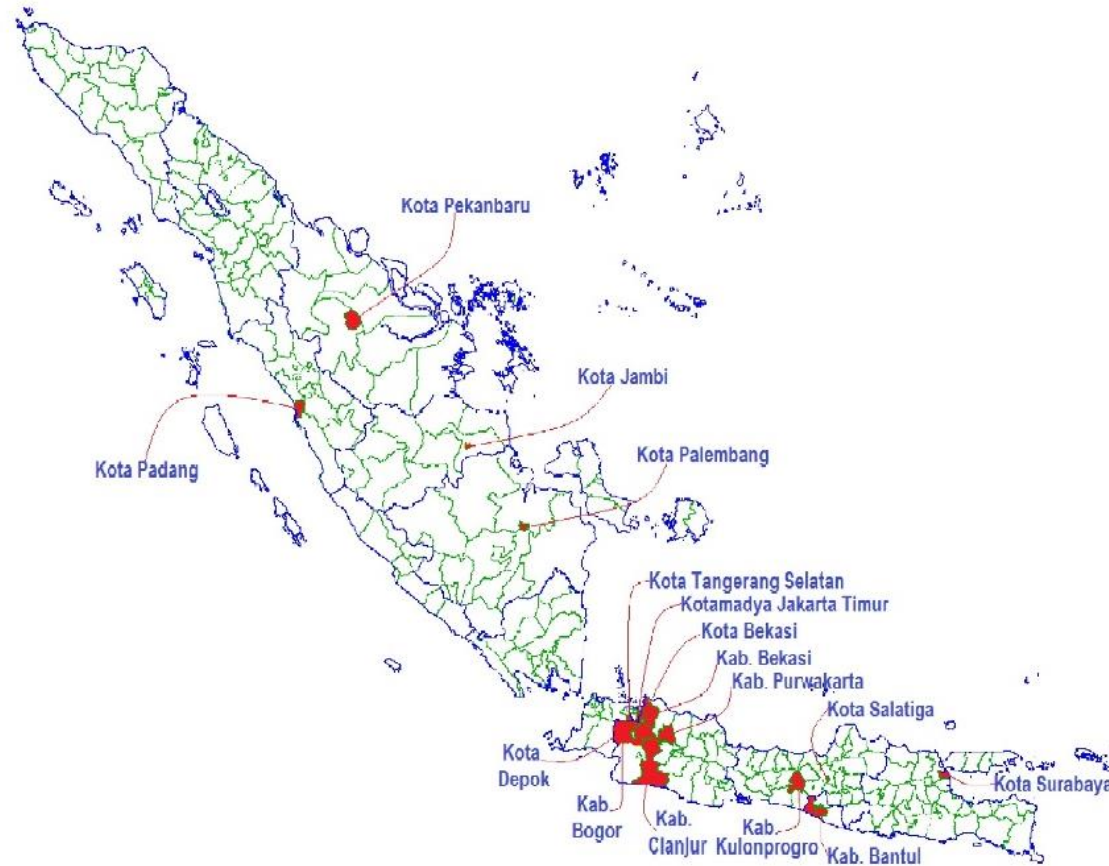 Kota Pekanbaru
Kota Jambi
Kota Padang
Kota Palembang
Kota Tangerang Selatan
Kotamadya Jakarta Timur
Kota Bekasi
Kab. Bekasi
Kab. Purwakarta
Kota Salatiga
Kota
Depok
Kota Surabaya
Kab.
Bogor
Kab.
Cianjur
Kab.
Kulonprogro
Kab. Bantul